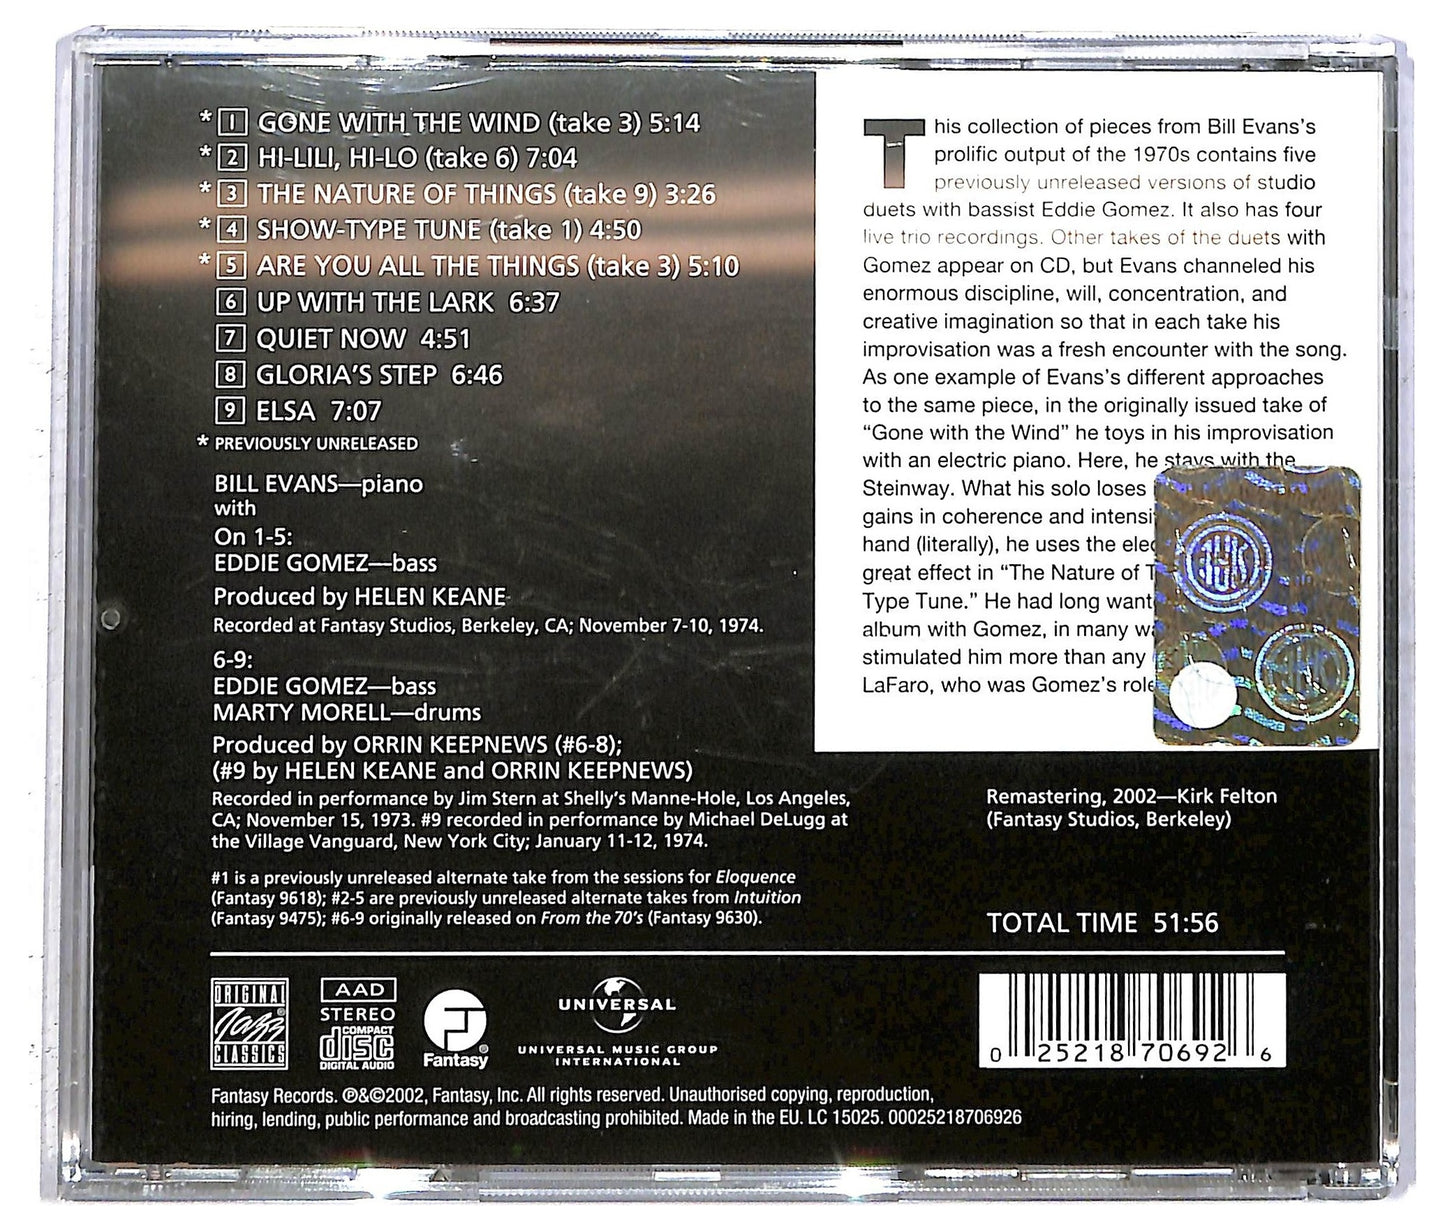 * 1 GONE WITH THE WIND (take 3) 5:14
* 2 HI-LILI, HI-LO (take 6) 7:04
* 3 THE NATURE OF THINGS (take 9) 3:26
* 4 SHOW-TYPE TUNE (take 1) 4:50
* 5 ARE YOU ALL THE THINGS (take 3) 5:10
6 UP WITH THE LARK 6:37
7 QUIET NOW 4:51
8 GLORIA'S STEP 6:46
9 ELSA 7:07
* PREVIOUSLY UNRELEASED
BILL EVANS—piano
with
On 1-5:
EDDIE GOMEZ—bass
Produced by HELEN KEANE
Recorded at Fantasy Studios, Berkeley, CA; November 7-10, 1974.
6-9:
EDDIE GOMEZ—bass
MARTY MORELL—drums
Produced by ORRIN KEEPNEWS (#6-8);
(#9 by HELEN KEANE and ORRIN KEEPNEWS)
Recorded in performance by Jim Stern at Shelly's Manne-Hole, Los Angeles,
CA; November 15, 1973. #9 recorded in performance by Michael DeLugg at
the Village Vanguard, New York City; January 11-12, 1974.
#1 is a previously unreleased alternate take from the sessions for Eloquence
(Fantasy 9618); #2-5 are previously unreleased alternate takes from Intuition
(Fantasy 9475); #6-9 originally released on From the 70's (Fantasy 9630).
This collection of pieces from Bill Evans's
prolific output of the 1970s contains five
previously unreleased versions of studio
duets with bassist Eddie Gomez. It also has four
live trio recordings. Other takes of the duets with
Gomez appear on CD, but Evans channeled his
enormous discipline, will, concentration, and
creative imagination so that in each take his
improvisation was a fresh encounter with the song.
As one example of Evans's different approaches
to the same piece, in the originally issued take of
“Gone with the Wind” he toys in his improvisation
with an electric piano. Here, he stays with the
Steinway. What his solo loses
gains in coherence and
hand (literally), he uses the
great effect in “The Nature of
Type Tune.” He had long
album with Gomez, in many
stimulated him more than any
LaFaro, who was Gomez's
Remastering, 2002—Kirk Felton
(Fantasy Studios, Berkeley)
TOTAL TIME 51:56
ORIGINAL
Jazz
CLASSICS
AAD
STEREO
COMPACT
disc
DIGITAL AUDIO
Fantasy®
UNIVERSAL
UNIVERSAL MUSIC GROUP
INTERNATIONAL
0 25218 70692 6
Fantasy Records. ℗&©2002, Fantasy, Inc. All rights reserved. Unauthorised copying, reproduction,
hiring, lending, public performance and broadcasting prohibited. Made in the EU. LC 15025. 00025218706926